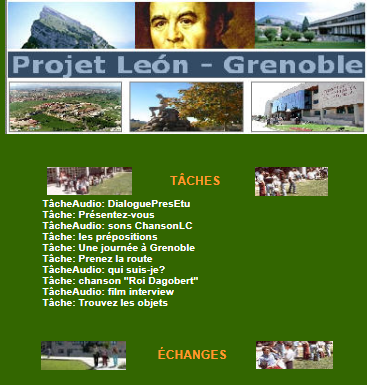 Projet León - Grenoble
TÂCHES
TâcheAudio: DialoguePresEtu
Tâche: Présentez-vous
TâcheAudio: sons ChansonLC
Tâche: les prépositions
Tâche: Une journée à Grenoble
Tâche: Prenez la route
TâcheAudio: qui suis-je?
Tâche: chanson "Roi Dagobert"
TâcheAudio: film interview
Tâche: Trouvez les objets
ÉCHANGES